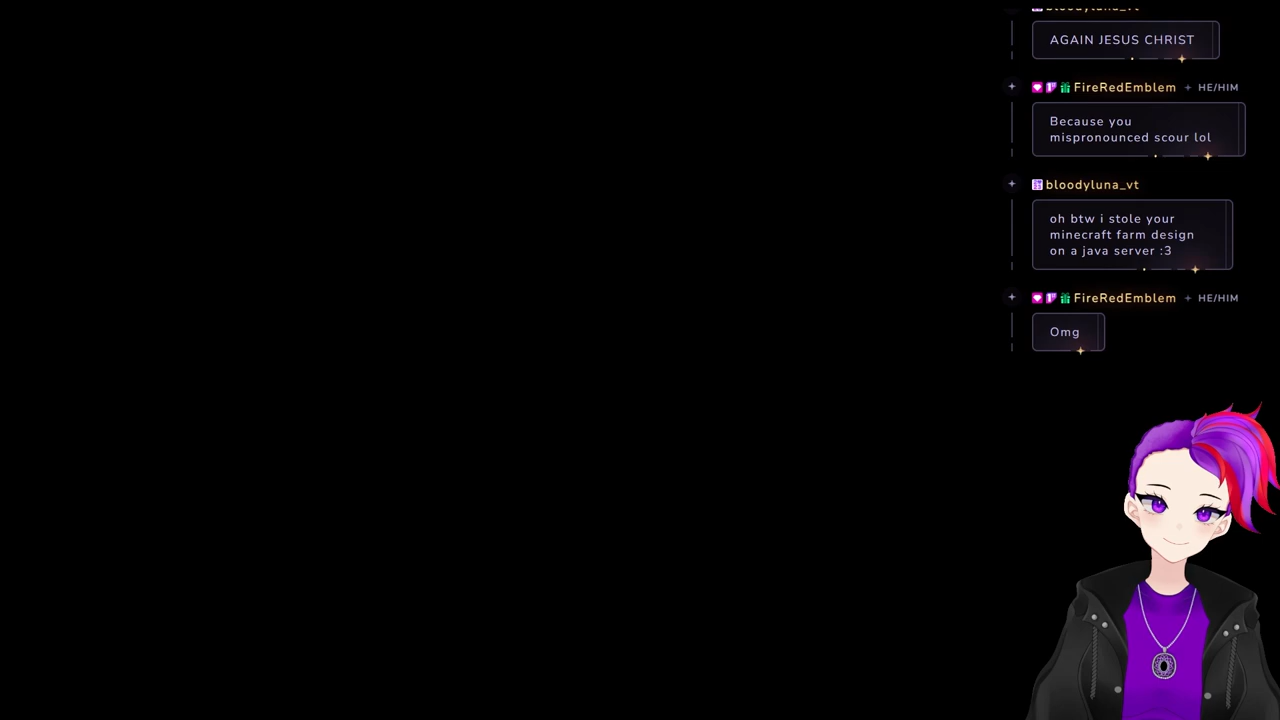 bloodyluna_vt
AGAIN JESUS CHRIST
FireRedEmblem HE/HIM
Because you
mispronounced scour lol
bloodyluna_vt
oh btw i stole your
minecraft farm design
on a java server :3
FireRedEmblem HE/HIM
Omg